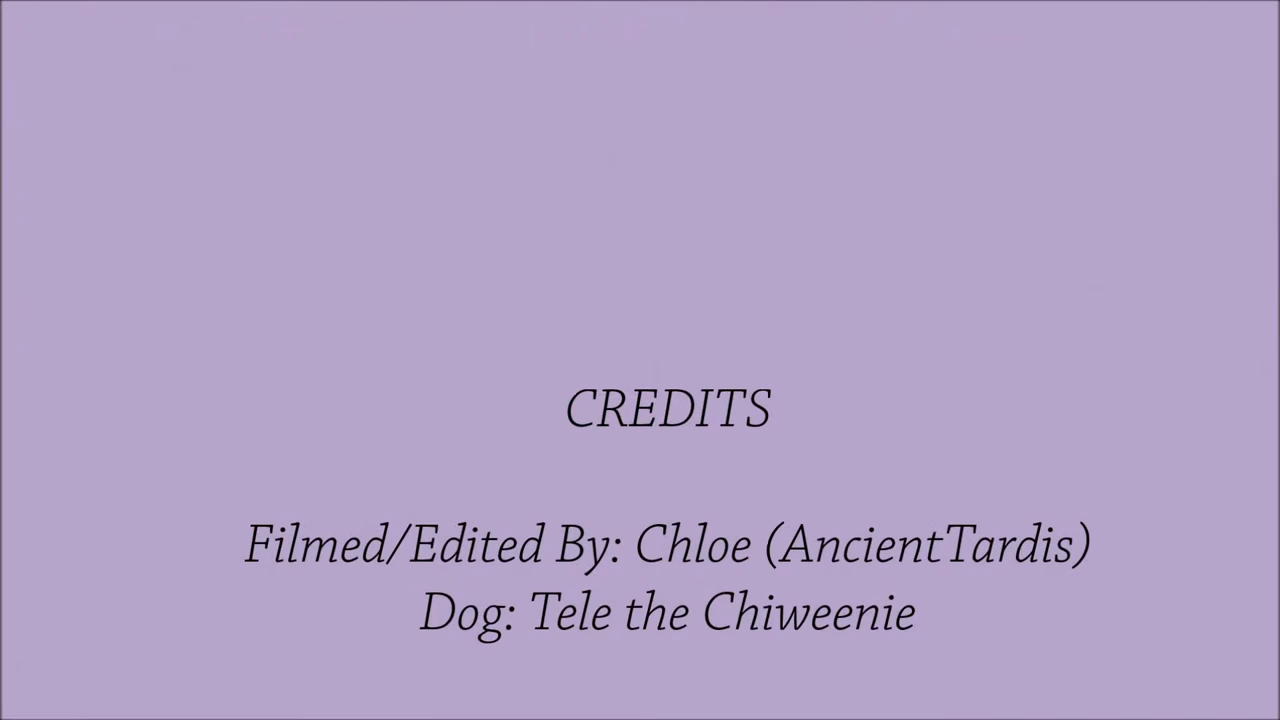 CREDITS
Filmed/Edited By: Chloe (AncientTardis)
Dog: Tele the Chiweenie